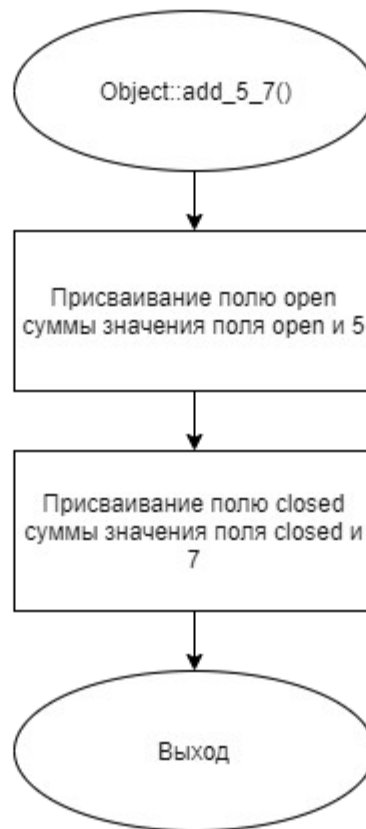 Object::add_5_7()
Присваивание полю open
суммы значения поля open и 5
Присваивание полю closed
суммы значения поля closed и
7
Выход